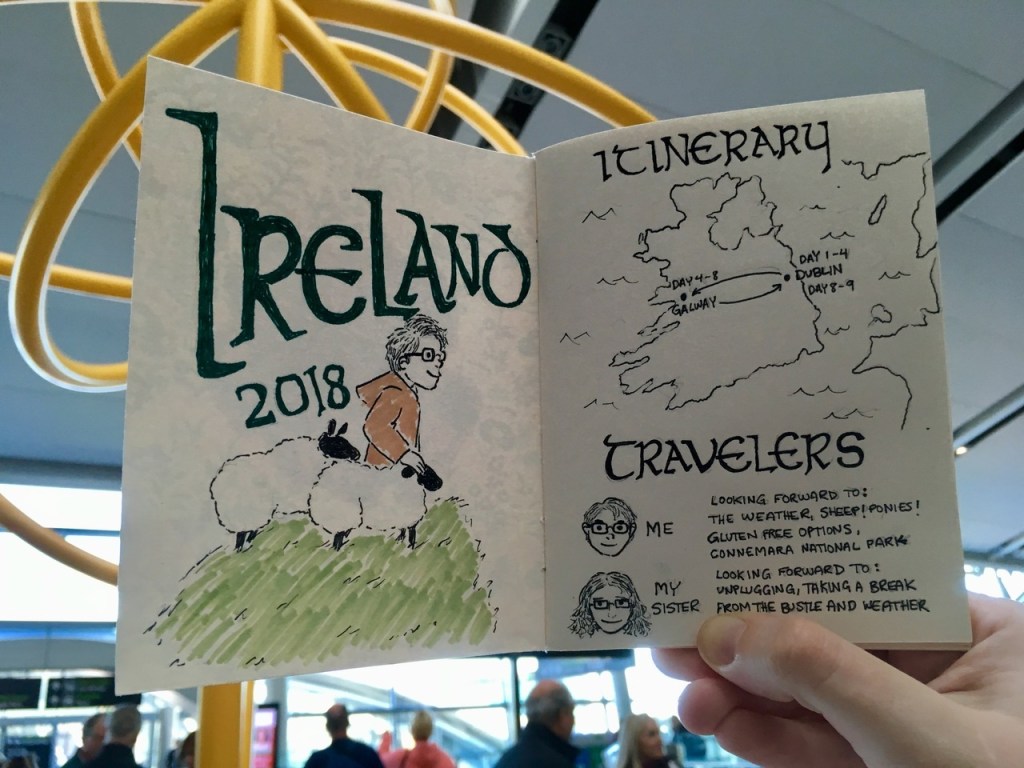 IRELAND
2018
ITINERARY
DAY 1-4
DUBLIN
DAY 8-9
DAY 4-8
GALWAY
TRAVELERS
ME
LOOKING FORWARD TO:
THE WEATHER, SHEEP! PONIES!
GLUTEN FREE OPTIONS,
CONNEMARA NATIONAL PARK
MY
SISTER
LOOKING FORWARD TO:
UNPLUGGING, TAKING A BREAK
FROM THE BUSTLE AND WEATHER